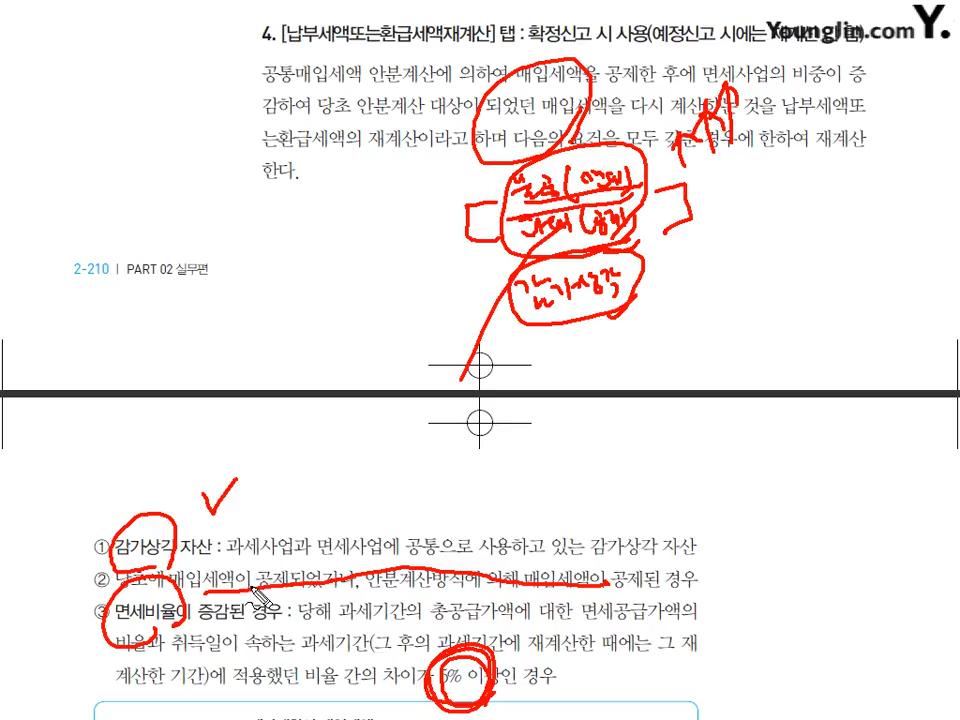 4. [납부세액또는환급세액재계산] 탭 : 확정신고 시 사용(예정신고 시에는
Younglin.com Y.
공통매입세액 안분계산에 의하여 매입세액을 공제한 후에 면세사업의 비중이 증
감하여 당초 안분계산 대상이 되었던 매입세액을 다시 계산하는 것을 납부세액또
는환급세액의 재계산이라고 하며 다음의 요건을 모두 갖춘 경우에 한하여 재계산
한다.
감가상각
2-210 | PART 02 실무편
① 감가상각 자산 : 과세사업과 면세사업에 공통으로 사용하고 있는 감가상각 자산
② 당초에 매입세액이 공제되었거나, 안분계산방식에 의해 매입세액이 공제된 경우
③ 면세비율이 증감된 경우 : 당해 과세기간의 총공급가액에 대한 면세공급가액의
비율과 취득일이 속하는 과세기간(그 후의 과세기간에 재계산한 때에는 그 재
계산한 기간)에 적용했던 비율 간의 차이가 5% 이상인 경우